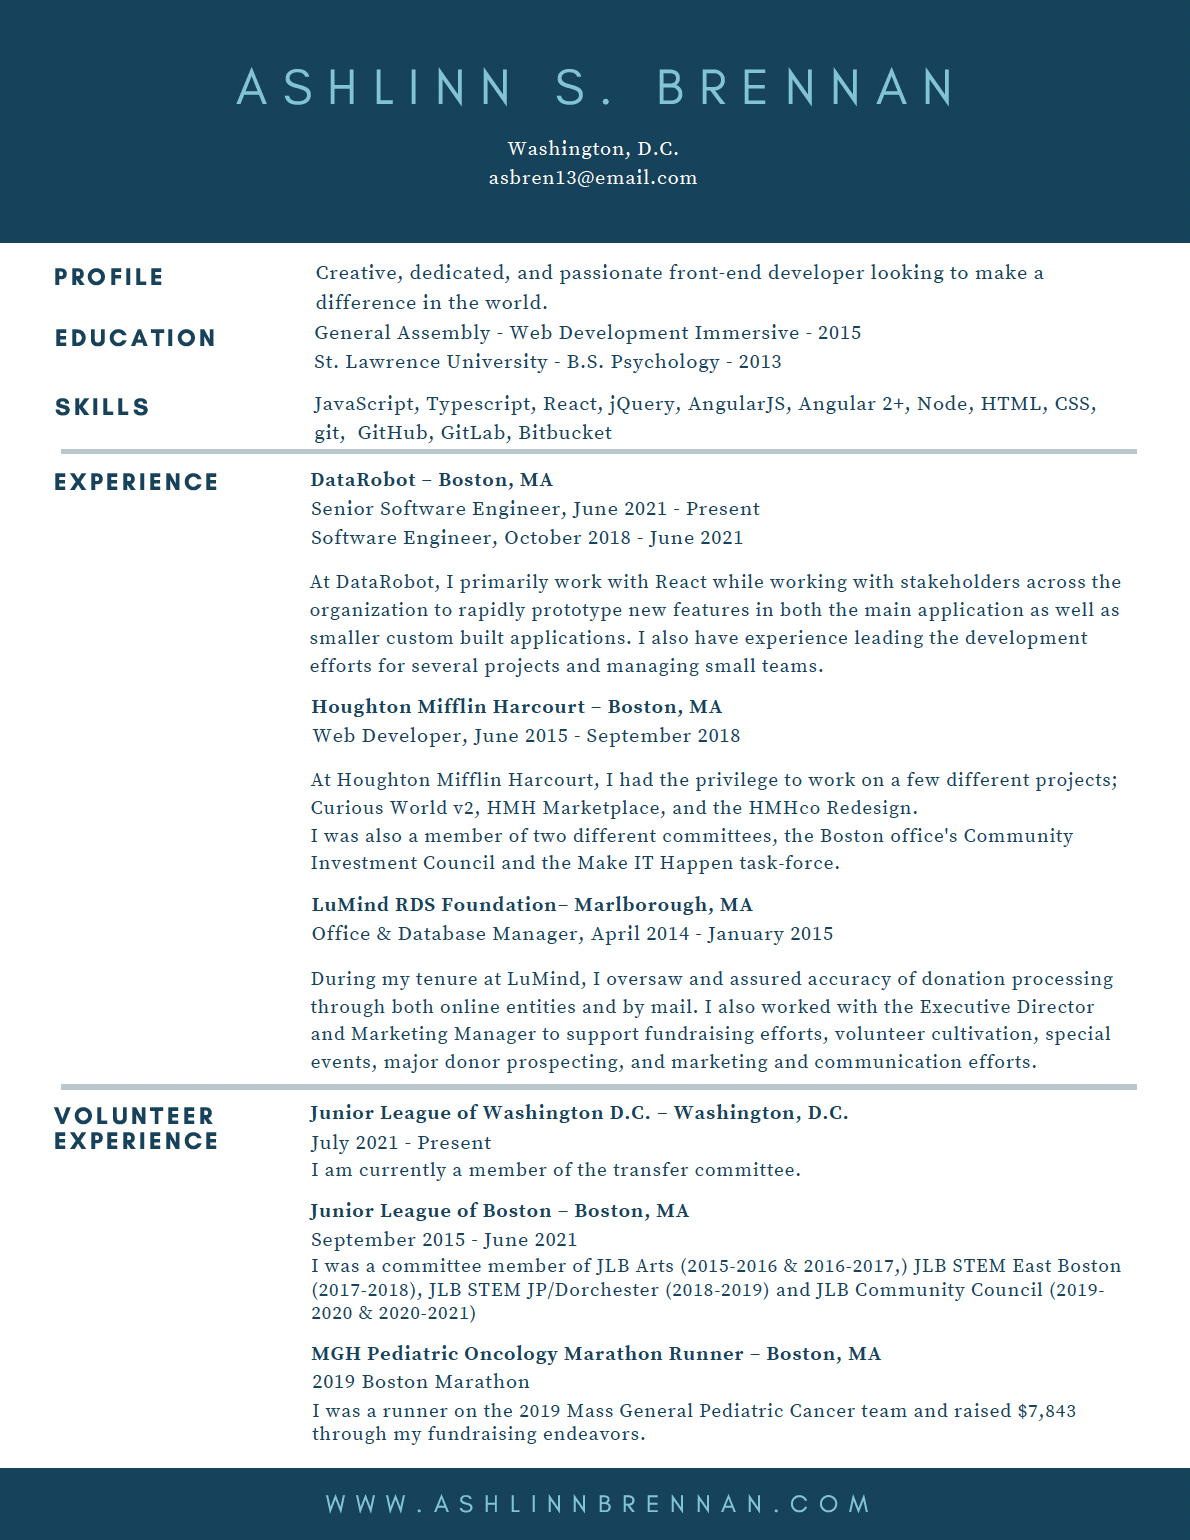 ASHLINN S. BRENNAN
Washington, D.C.
asbren13@email.com
PROFILE
Creative, dedicated, and passionate front-end developer looking to make a
difference in the world.
EDUCATION
General Assembly - Web Development Immersive - 2015
St. Lawrence University - B.S. Psychology - 2013
SKILLS
JavaScript, Typescript, React, jQuery, AngularJS, Angular 2+, Node, HTML, CSS,
git,  GitHub, GitLab, Bitbucket
EXPERIENCE
DataRobot – Boston, MA
Senior Software Engineer, June 2021 - Present
Software Engineer, October 2018 - June 2021
At DataRobot, I primarily work with React while working with stakeholders across the
organization to rapidly prototype new features in both the main application as well as
smaller custom built applications. I also have experience leading the development
efforts for several projects and managing small teams.
Houghton Mifflin Harcourt – Boston, MA
Web Developer, June 2015 - September 2018
At Houghton Mifflin Harcourt, I had the privilege to work on a few different projects;
Curious World v2, HMH Marketplace, and the HMHco Redesign.
I was also a member of two different committees, the Boston office's Community
Investment Council and the Make IT Happen task-force.
LuMind RDS Foundation– Marlborough, MA
Office & Database Manager, April 2014 - January 2015
During my tenure at LuMind, I oversaw and assured accuracy of donation processing
through both online entities and by mail. I also worked with the Executive Director
and Marketing Manager to support fundraising efforts, volunteer cultivation, special
events, major donor prospecting, and marketing and communication efforts.
VOLUNTEER
EXPERIENCE
Junior League of Washington D.C. – Washington, D.C.
July 2021 - Present
I am currently a member of the transfer committee.
Junior League of Boston – Boston, MA
September 2015 - June 2021
I was a committee member of JLB Arts (2015-2016 & 2016-2017,) JLB STEM East Boston
(2017-2018), JLB STEM JP/Dorchester (2018-2019) and JLB Community Council (2019-
2020 & 2020-2021)
MGH Pediatric Oncology Marathon Runner – Boston, MA
2019 Boston Marathon
I was a runner on the 2019 Mass General Pediatric Cancer team and raised $7,843
through my fundraising endeavors.
WWW.ASHLINNBRENNAN.COM